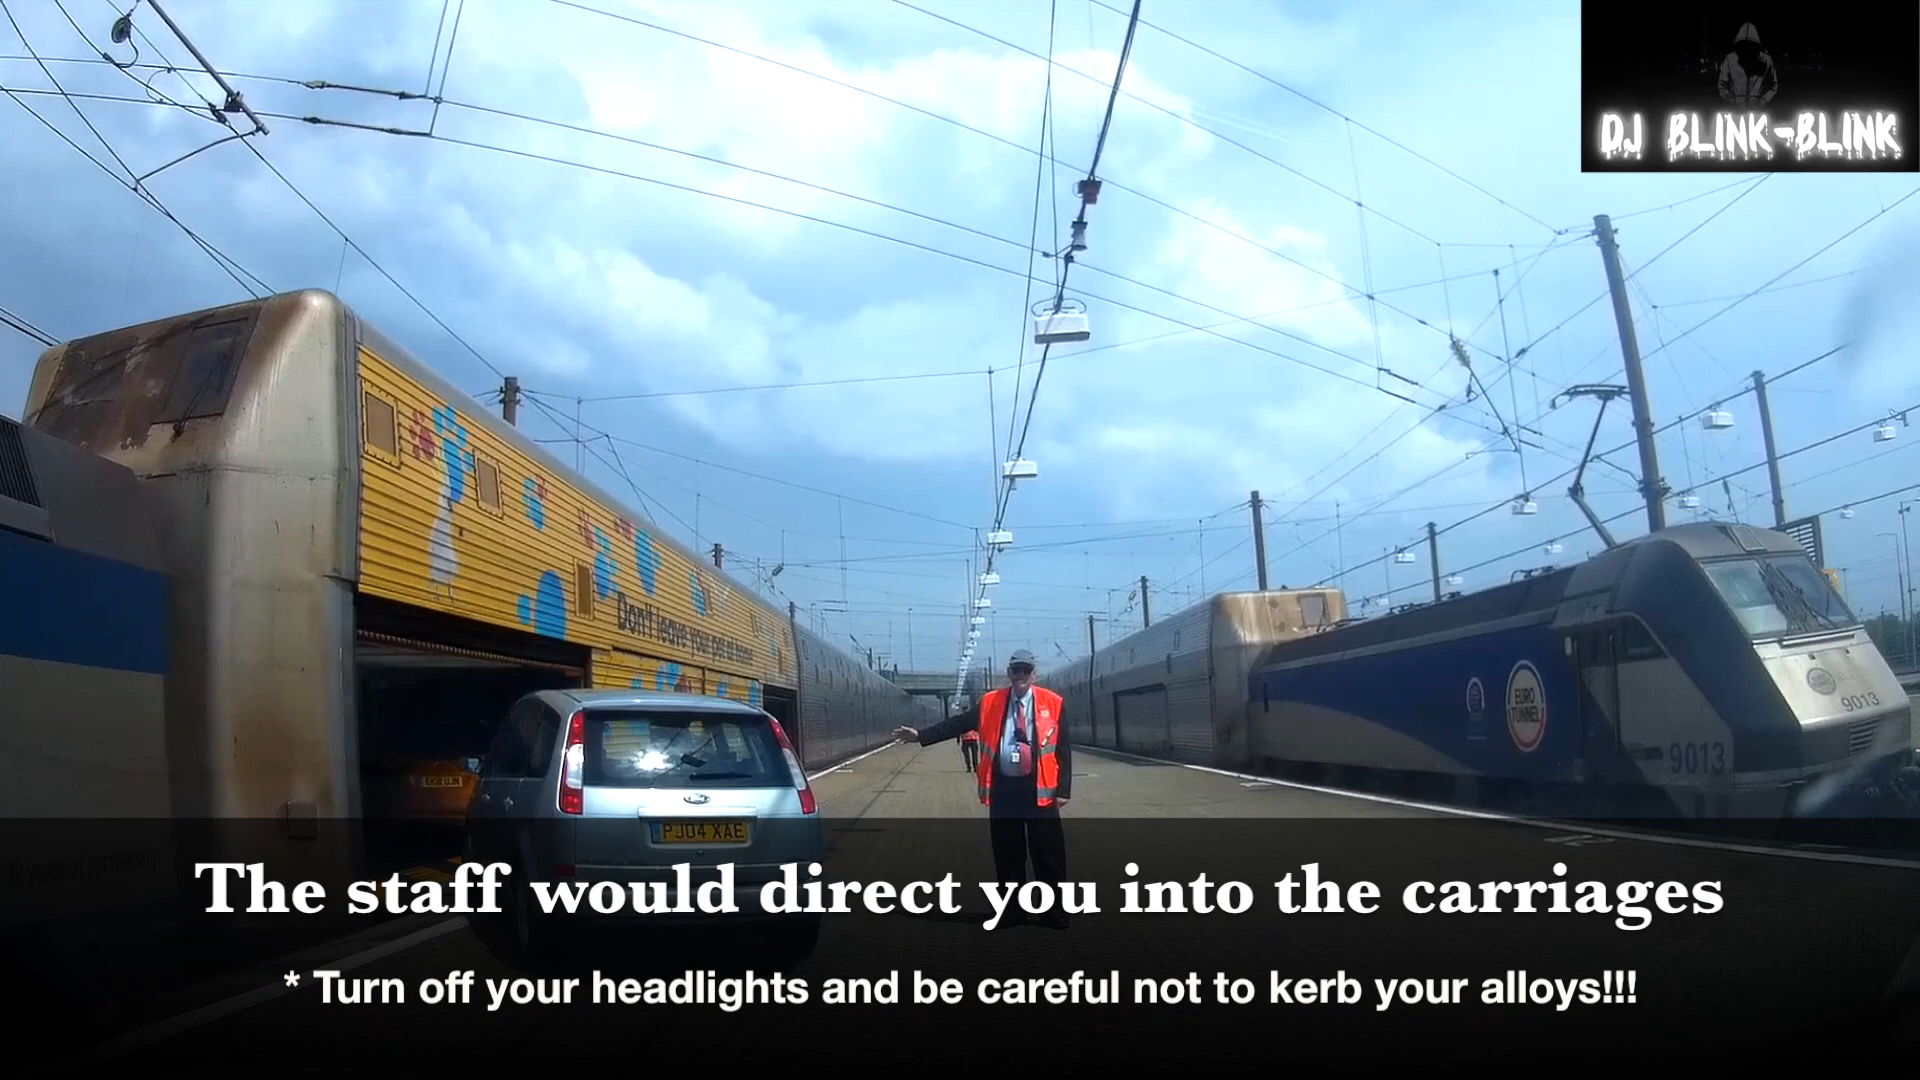 DJ BLINK-BLINK
Don't leave your pet at home!
EURO
TUNNEL
9013
9013
PJ04 XAE
The staff would direct you into the carriages
* Turn off your headlights and be careful not to kerb your alloys!!!